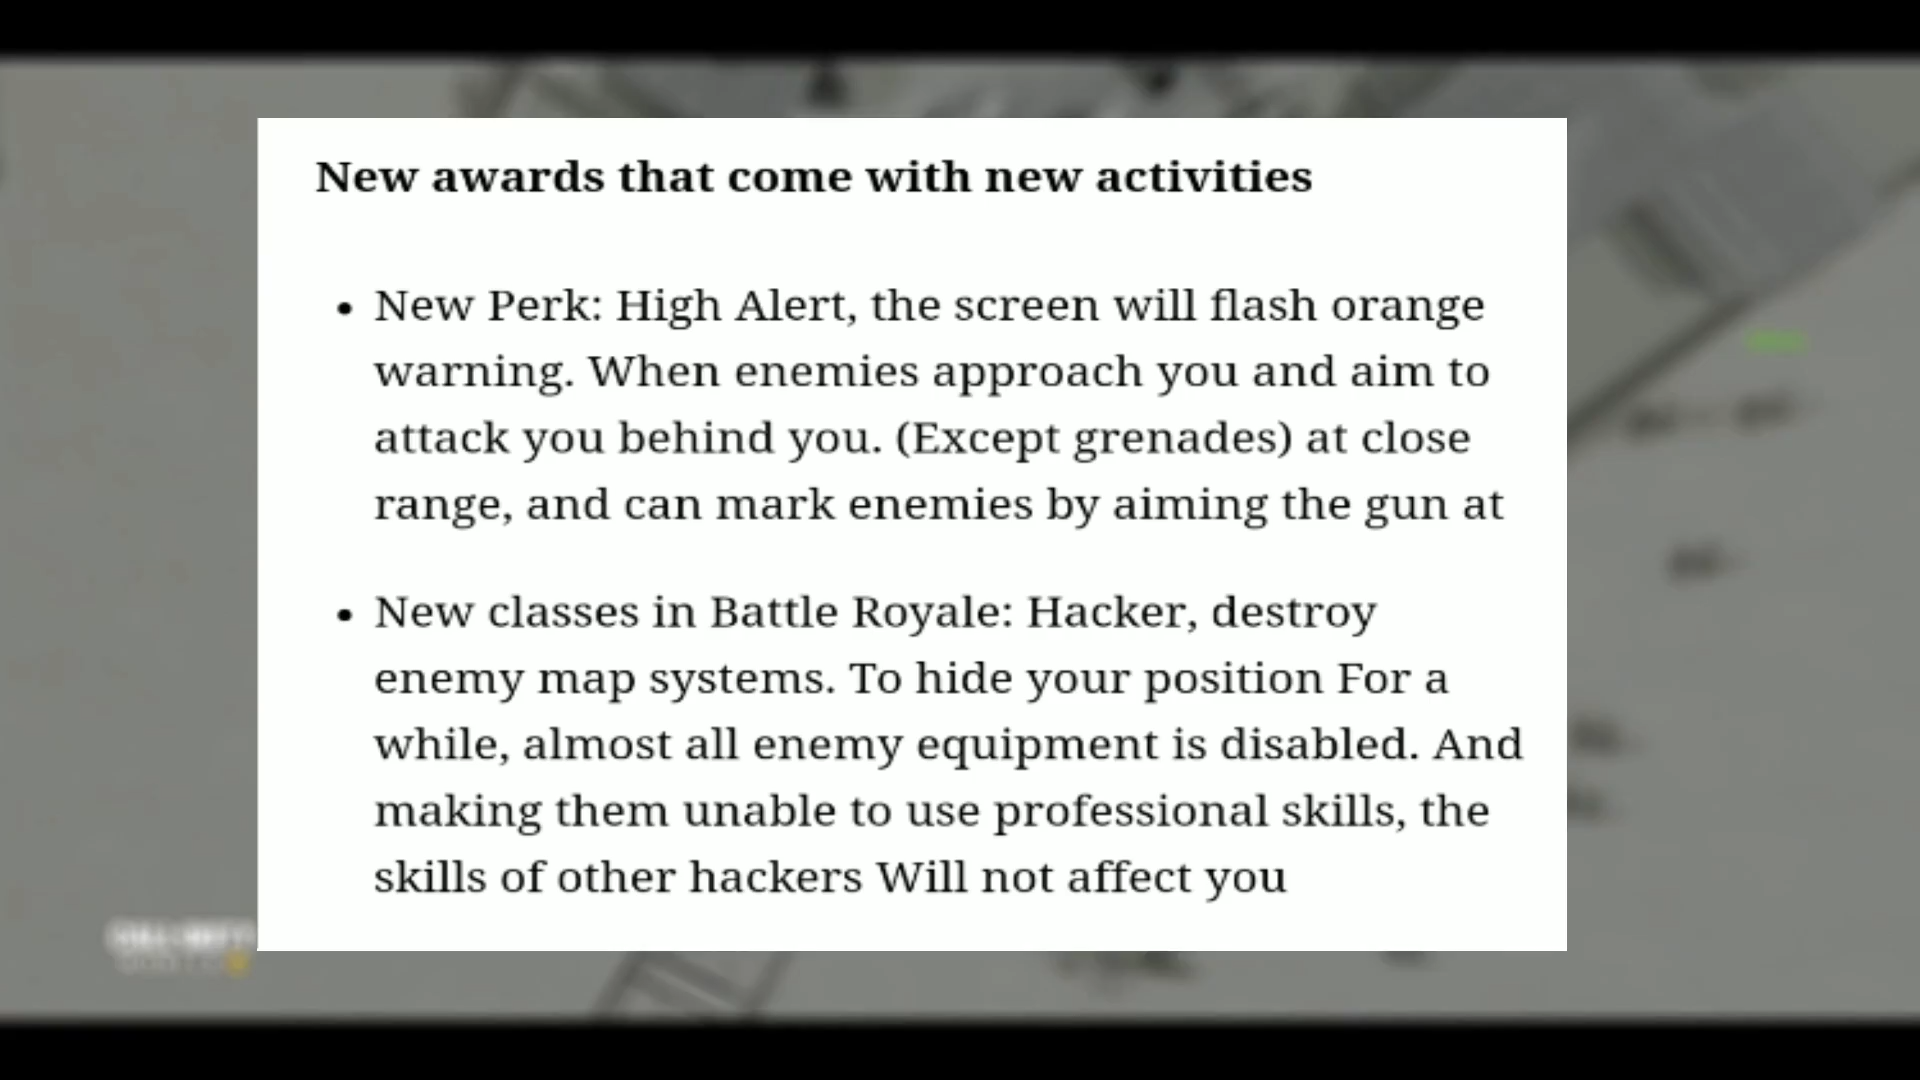 New awards that come with new activities
• New Perk: High Alert, the screen will flash orange
warning. When enemies approach you and aim to
attack you behind you. (Except grenades) at close
range, and can mark enemies by aiming the gun at
• New classes in Battle Royale: Hacker, destroy
enemy map systems. To hide your position For a
while, almost all enemy equipment is disabled. And
making them unable to use professional skills, the
skills of other hackers Will not affect you